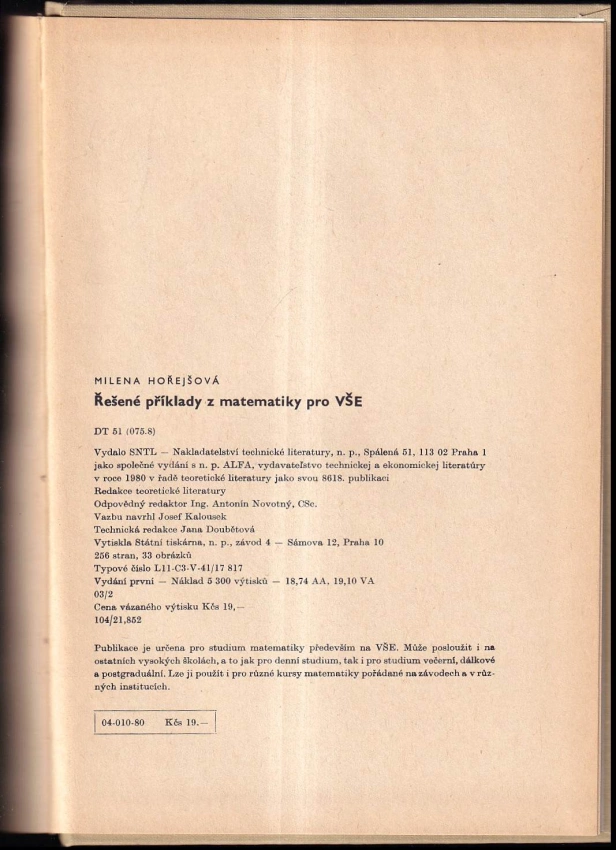 MILENA HOŘEJŠOVÁ
Řešené příklady z matematiky pro VŠE
DT 51 (075.8)
Vydalo SNTL — Nakladatelství technické literatury, n. p., Spálená 51, 113 02 Praha 1
jako společné vydání s n. p. ALFA, vydavateľstvo technickej a ekonomickej literatúry
v roce 1980 v řadě teoretické literatury jako svou 8618. publikaci
Redakce teoretické literatury
Odpovědný redaktor Ing. Antonín Novotný, CSc.
Vazbu navrhl Josef Kalousek
Technická redakce Jana Doubětová
Vytiskla Státní tiskárna, n. p., závod 4 — Sámova 12, Praha 10
256 stran, 33 obrázků
Typové číslo L11-C3-V-41/17 817
Vydání první — Náklad 5 300 výtisků — 18,74 AA, 19,10 VA
03/2
Cena vázaného výtisku Kčs 19,—
104/21,852
Publikace je určena pro studium matematiky především na VŠE. Může posloužit i na
ostatních vysokých školách, a to jak pro denní studium, tak i pro studium večerní, dálkové
a postgraduální. Lze ji použít i pro různé kursy matematiky pořádané na závodech a v růz-
ných institucích.
04-010-80 Kčs 19.—